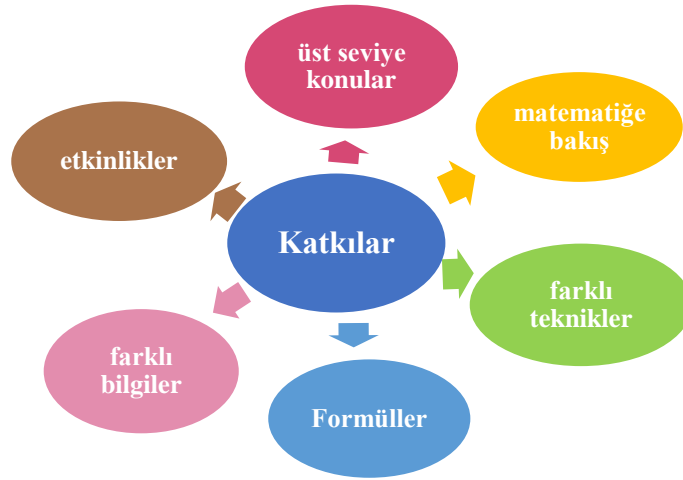 üst seviye
konular
matematiğe
bakış
etkinlikler
Katkılar
farklı
teknikler
farklı
bilgiler
Formüller